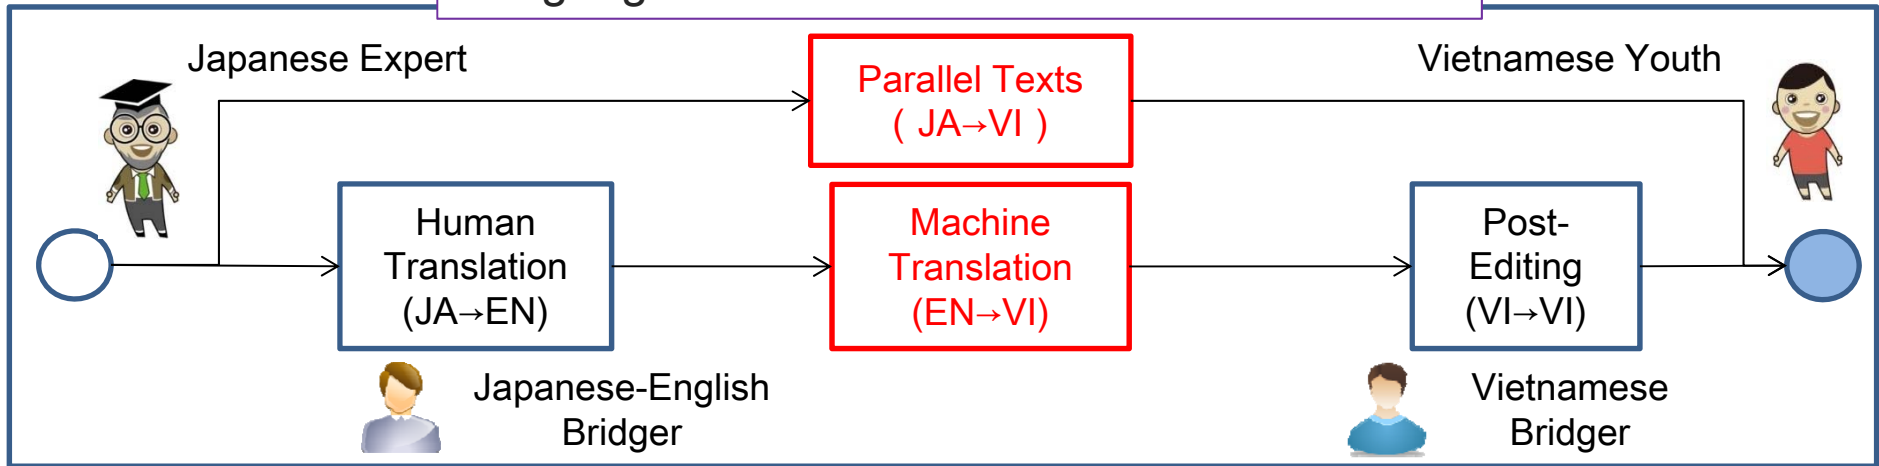 Japanese Expert
Parallel Texts
( JA→VI )
Vietnamese Youth
Human
Translation
(JA→EN)
Machine
Translation
(EN→VI)
Post-
Editing
(VI→VI)
Japanese-English
Bridger
Vietnamese
Bridger